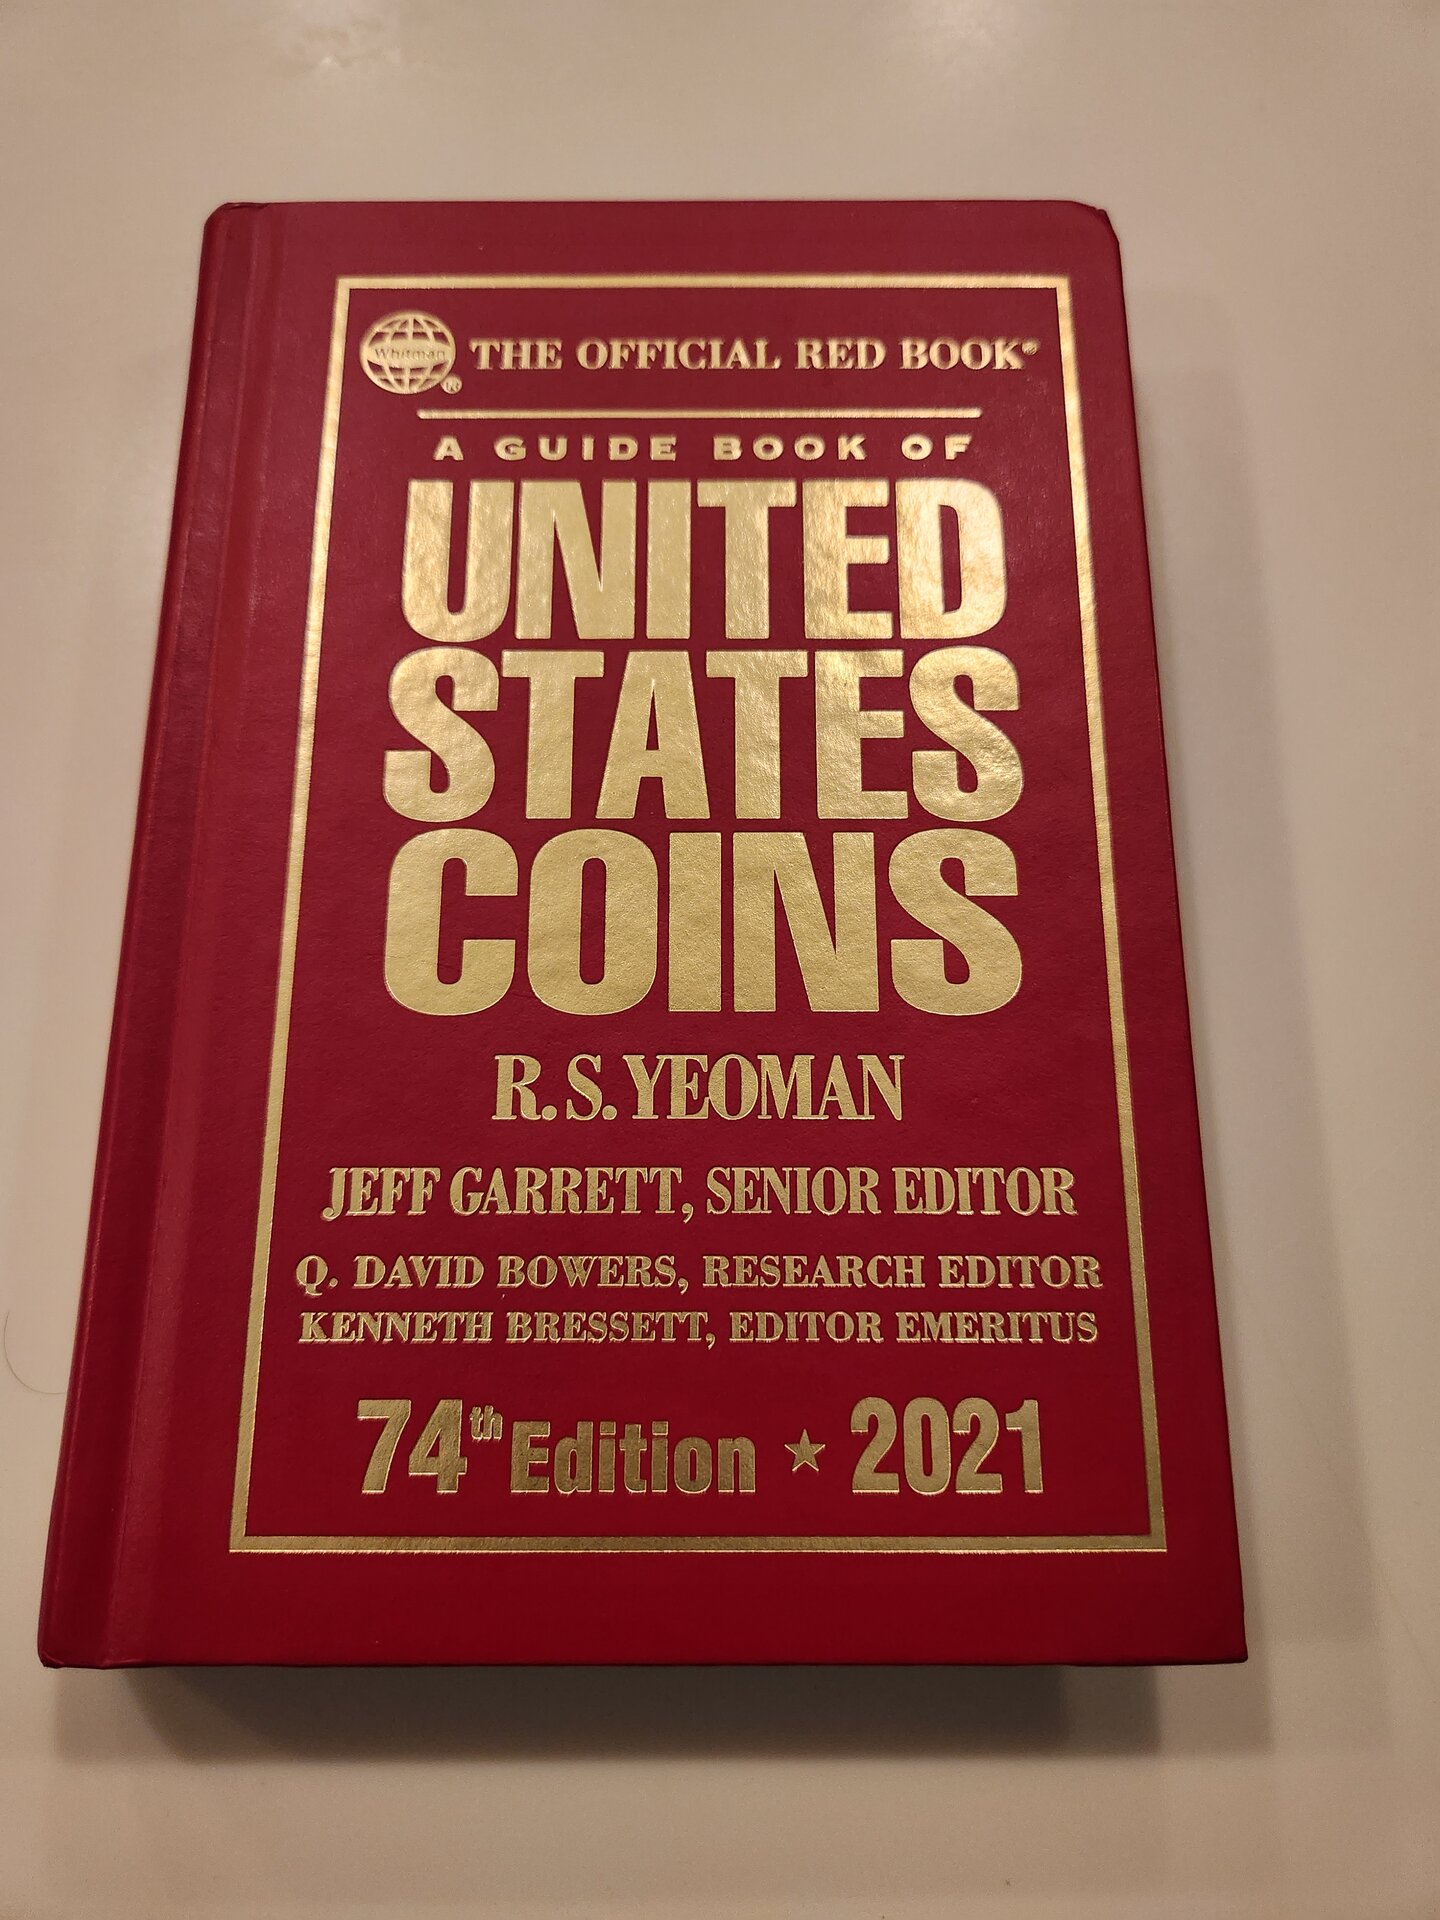 Whitman®
THE OFFICIAL RED BOOK®
A GUIDE BOOK OF
UNITED
STATES
COINS
R.S. YEOMAN
JEFF GARRETT, SENIOR EDITOR
Q. DAVID BOWERS, RESEARCH EDITOR
KENNETH BRESSETT, EDITOR EMERITUS
74th Edition ★ 2021